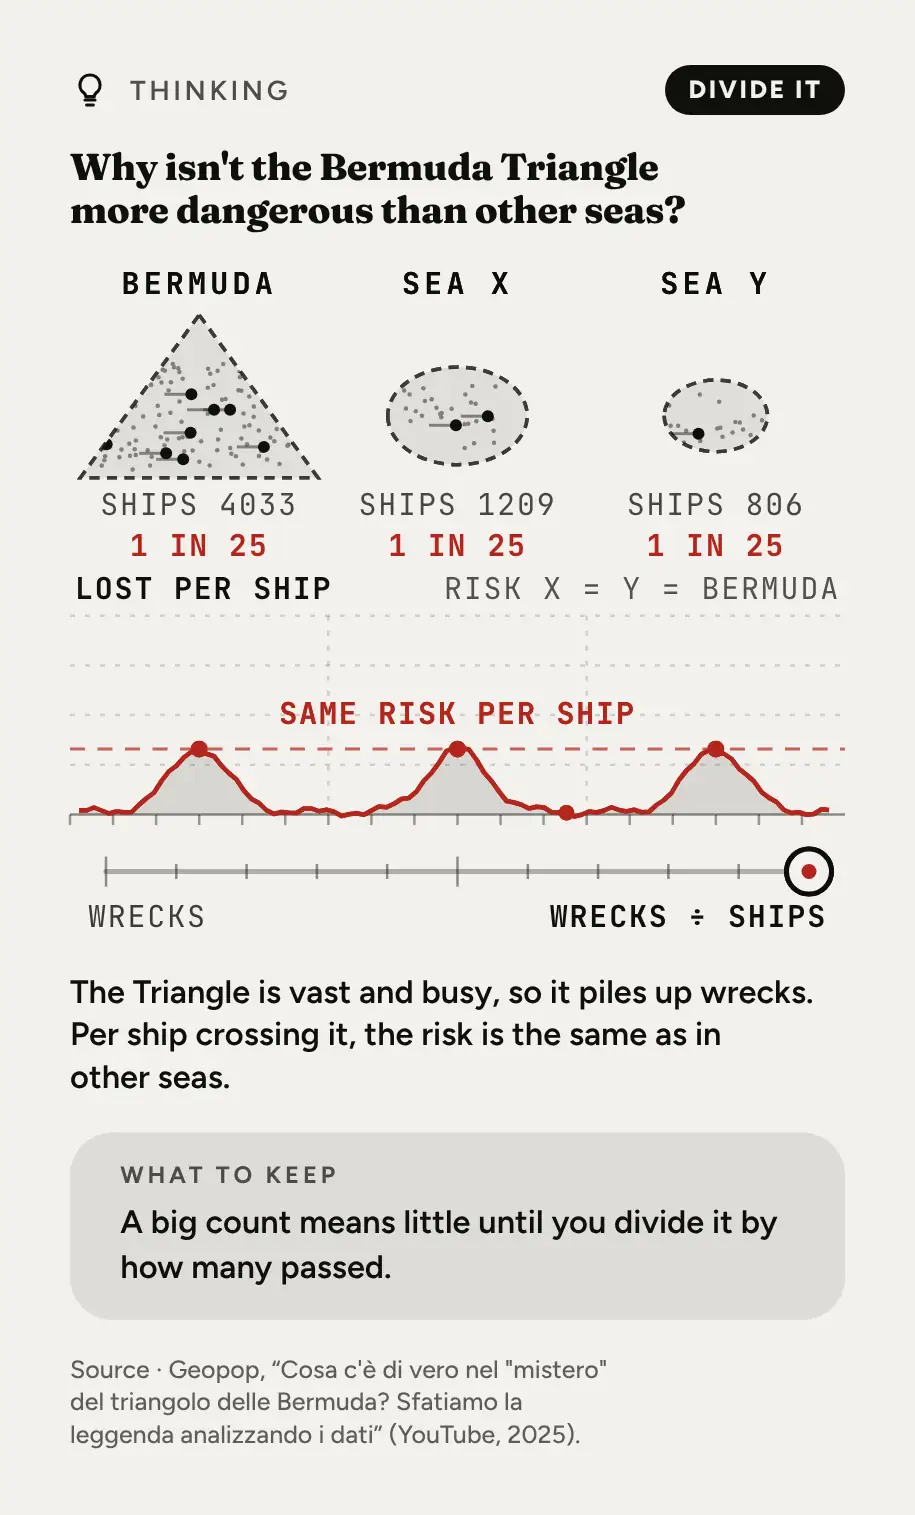 THINKING
DIVIDE IT
Why isn't the Bermuda Triangle
more dangerous than other seas?
BERMUDA
SEA X
SEA Y
SHIPS 4033
SHIPS 1209
SHIPS 806
1 IN 25
1 IN 25
1 IN 25
LOST PER SHIP
RISK X = Y = BERMUDA
SAME RISK PER SHIP
WRECKS
WRECKS ÷ SHIPS
The Triangle is vast and busy, so it piles up wrecks.
Per ship crossing it, the risk is the same as in
other seas.
WHAT TO KEEP
A big count means little until you divide it by
how many passed.
Source · Geopop, “Cosa c'è di vero nel "mistero"
del triangolo delle Bermuda? Sfatiamo la
leggenda analizzando i dati” (YouTube, 2025).